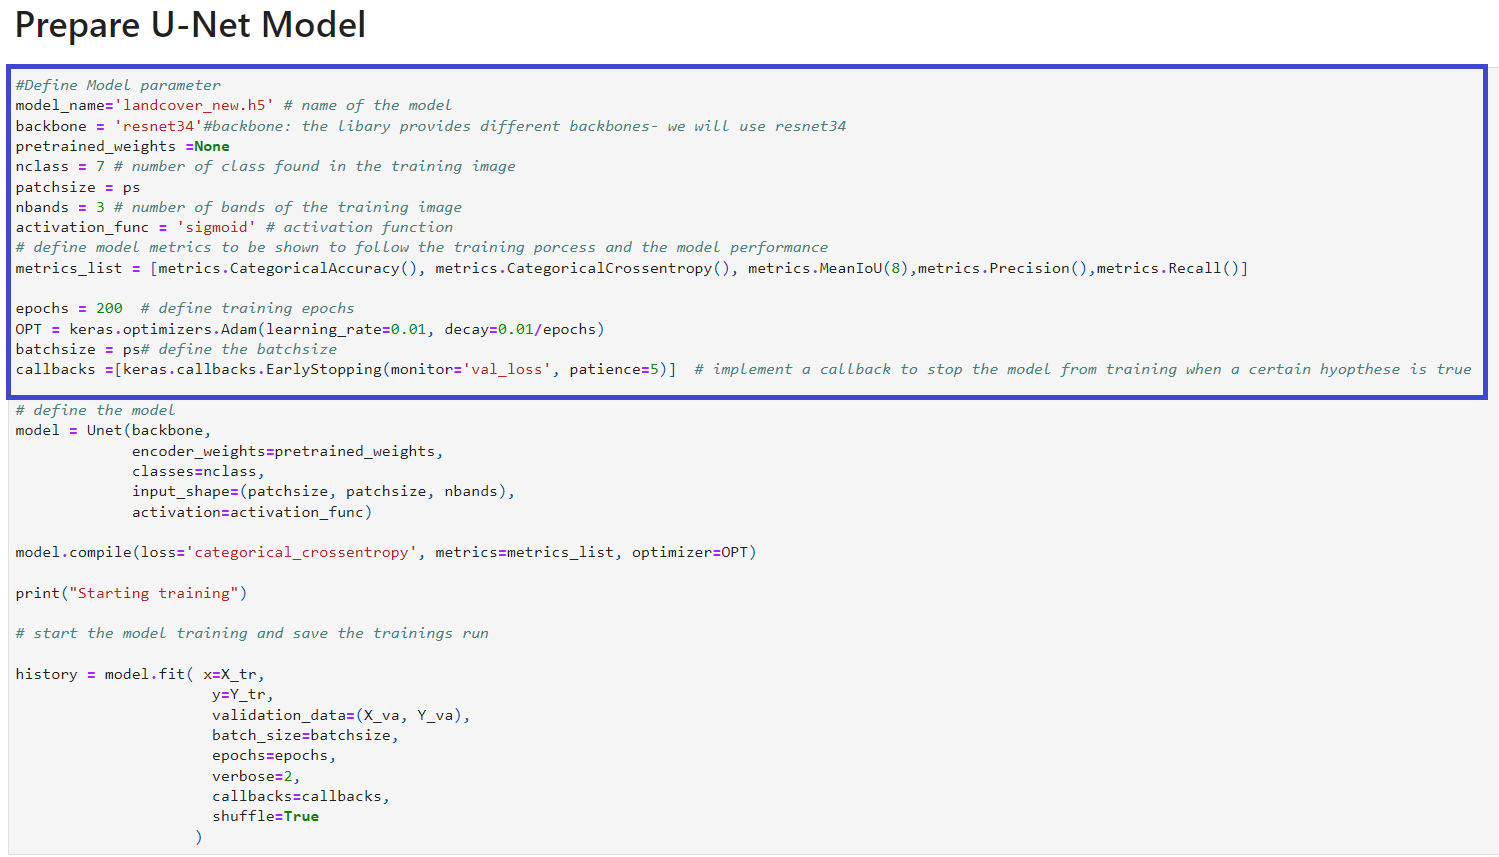 Prepare U-Net Model
#Define Model parameter
model_name='landcover_new.h5' # name of the model
backbone = 'resnet34'#backbone: the libary provides different backbones- we will use resnet34
pretrained_weights =None
nclass = 7 # number of class found in the training image
patchsize = ps
nbands = 3 # number of bands of the training image
activation_func = 'sigmoid' # activation function
# define model metrics to be shown to follow the training porcess and the model performance
metrics_list = [metrics.CategoricalAccuracy(), metrics.CategoricalCrossentropy(), metrics.MeanIoU(8),metrics.Precision(),metrics.Recall()]
epochs = 200  # define training epochs
OPT = keras.optimizers.Adam(learning_rate=0.01, decay=0.01/epochs)
batchsize = ps# define the batchsize
callbacks =[keras.callbacks.EarlyStopping(monitor='val_loss', patience=5)]  # implement a callback to stop the model from training when a certain hyopthese is true
# define the model
model = Unet(backbone,
             encoder_weights=pretrained_weights,
             classes=nclass,
             input_shape=(patchsize, patchsize, nbands),
             activation=activation_func)
model.compile(loss='categorical_crossentropy', metrics=metrics_list, optimizer=OPT)
print("Starting training")
# start the model training and save the trainings run
history = model.fit( x=X_tr,
                      y=Y_tr,
                      validation_data=(X_va, Y_va),
                      batch_size=batchsize,
                      epochs=epochs,
                      verbose=2,
                      callbacks=callbacks,
                      shuffle=True
                    )